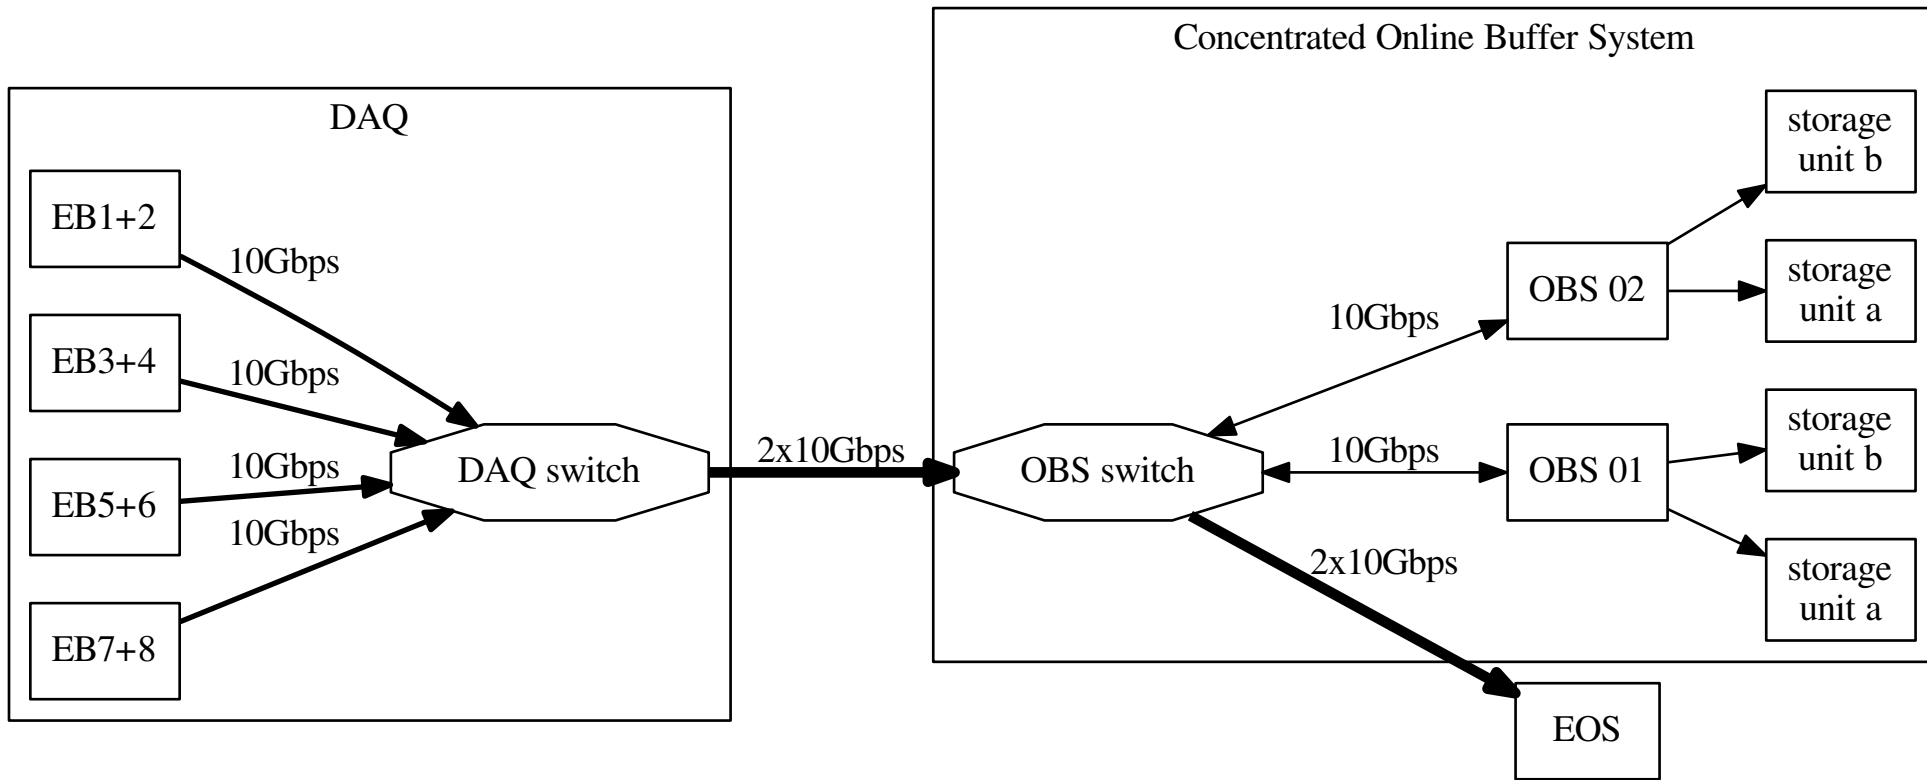 Concentrated Online Buffer System
DAQ
EB1+2
10Gbps
EB3+4
10Gbps
EB5+6
10Gbps
EB7+8
10Gbps
DAQ switch
2x10Gbps
OBS switch
10Gbps
10Gbps
2x10Gbps
OBS 02
OBS 01
storage
unit b
storage
unit a
storage
unit b
storage
unit a
EOS